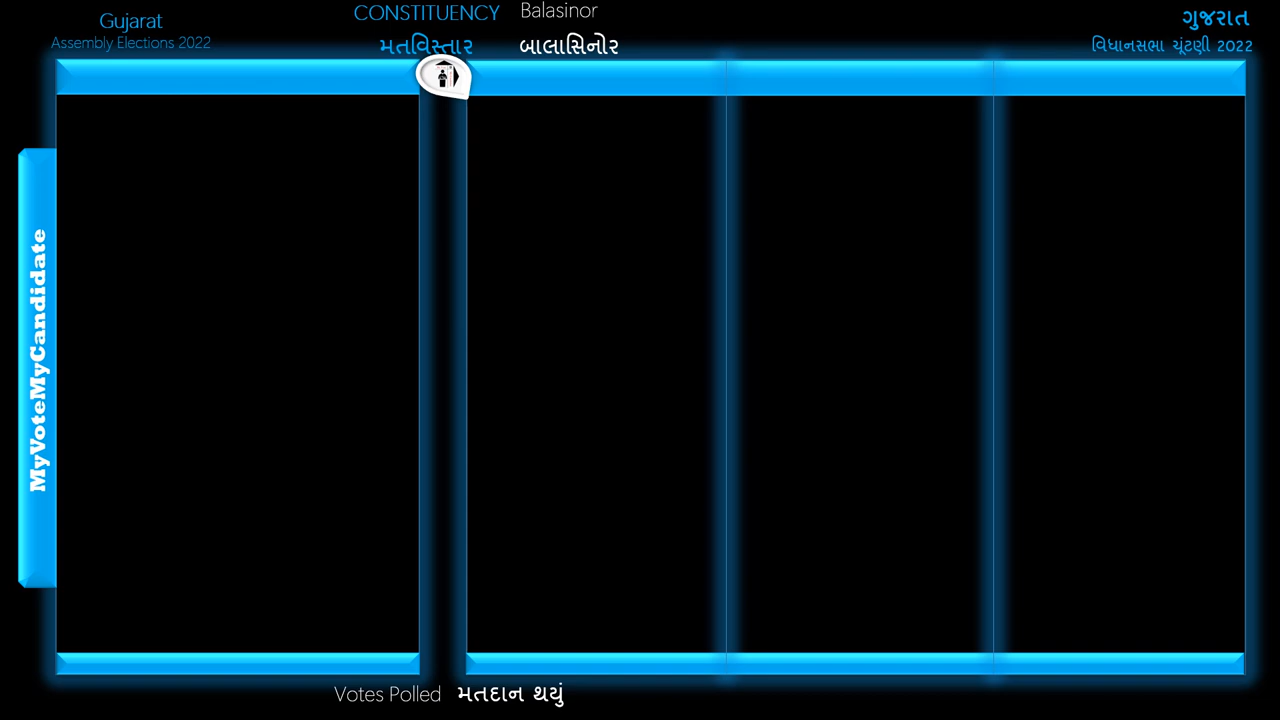 Gujarat
Assembly Elections 2022
CONSTITUENCY Balasinor
મતવિસ્તાર બાલાસિનોર
ગુજરાત
વિધાનસભા ચૂંટણી 2022
MyVoteMyCandidate
Votes Polled મતદાન થયું